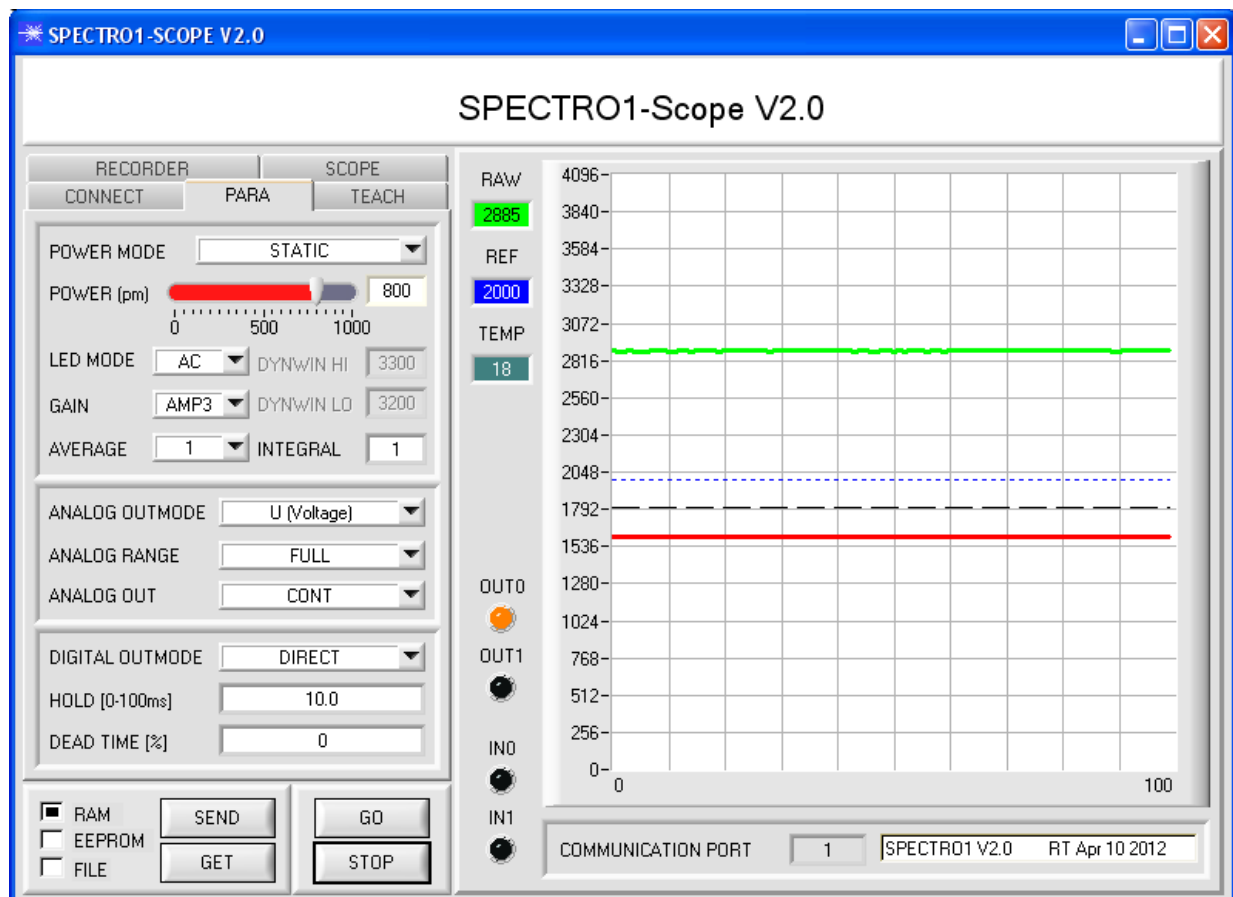 SPECTRO1-SCOPE V2.0
SPECTRO1-Scope V2.0
RECORDER SCOPE
CONNECT PARA TEACH
POWER MODE STATIC
POWER (pm) 800
0 500 1000
LED MODE AC DYNWIN HI 3300
GAIN AMP3 DYNWIN LO 3200
AVERAGE 1 INTEGRAL 1
ANALOG OUTMODE U (Voltage)
ANALOG RANGE FULL
ANALOG OUT CONT
DIGITAL OUTMODE DIRECT
HOLD [0-100ms] 10.0
DEAD TIME [%] 0
RAM
EEPROM
FILE
SEND
GET
GO
STOP
RAW
2885
REF
2000
TEMP
18
OUT0
OUT1
IN0
IN1
4096
3840
3584
3328
3072
2816
2560
2304
2048
1792
1536
1280
1024
768
512
256
0
0 100
COMMUNICATION PORT 1 SPECTRO1 V2.0 RT Apr 10 2012